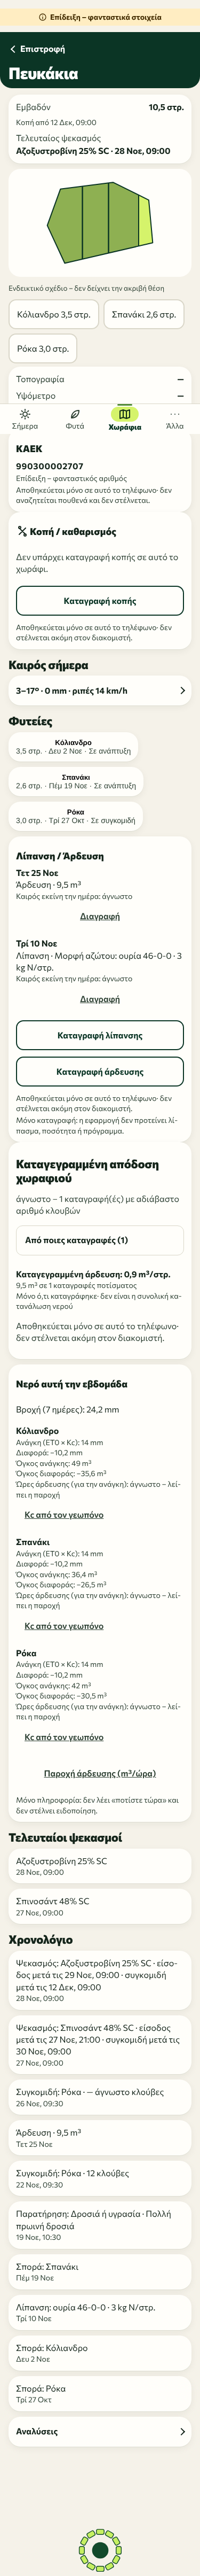 Επίδειξη – φανταστικά στοιχεία
Επιστροφή
Πευκάκια
Εμβαδόν 10,5 στρ.
Κοπή από 12 Δεκ, 09:00
Τελευταίος ψεκασμός
Αζοξυστροβίνη 25% SC · 28 Νοε, 09:00
Ενδεικτικό σχέδιο – δεν δείχνει την ακριβή θέση
Κόλιανδρο 3,5 στρ.
Σπανάκι 2,6 στρ.
Ρόκα 3,0 στρ.
Τοπογραφία –
Υψόμετρο –
Σήμερα
Φυτά
Χωράφια
Άλλα
ΚΑΕΚ
990300002707
Επίδειξη – φανταστικός αριθμός
Αποθηκεύεται μόνο σε αυτό το τηλέφωνο· δεν
αναζητείται πουθενά και δεν στέλνεται.
Κοπή / καθαρισμός
Δεν υπάρχει καταγραφή κοπής σε αυτό το
χωράφι.
Καταγραφή κοπής
Αποθηκεύεται μόνο σε αυτό το τηλέφωνο· δεν
στέλνεται ακόμη στον διακομιστή.
Καιρός σήμερα
3–17° · 0 mm · ριπές 14 km/h
Φυτείες
Κόλιανδρο
3,5 στρ. · Δευ 2 Νοε · Σε ανάπτυξη
Σπανάκι
2,6 στρ. · Πέμ 19 Νοε · Σε ανάπτυξη
Ρόκα
3,0 στρ. · Τρί 27 Οκτ · Σε συγκομιδή
Λίπανση / Άρδευση
Τετ 25 Νοε
Άρδευση · 9,5 m³
Καιρός εκείνη την ημέρα: άγνωστο
Διαγραφή
Τρί 10 Νοε
Λίπανση · Μορφή αζώτου: ουρία 46-0-0 · 3
kg N/στρ.
Καιρός εκείνη την ημέρα: άγνωστο
Διαγραφή
Καταγραφή λίπανσης
Καταγραφή άρδευσης
Αποθηκεύεται μόνο σε αυτό το τηλέφωνο· δεν
στέλνεται ακόμη στον διακομιστή.
Μόνο καταγραφή: η εφαρμογή δεν προτείνει λί-
πασμα, ποσότητα ή πρόγραμμα.
Καταγεγραμμένη απόδοση
χωραφιού
άγνωστο – 1 καταγραφή(ές) με αδιάβαστο
αριθμό κλουβών
Από ποιες καταγραφές (1)
Καταγεγραμμένη άρδευση: 0,9 m³/στρ.
9,5 m³ σε 1 καταγραφές ποτίσματος
Μόνο ό,τι καταγράφηκε· δεν είναι η συνολική κα-
τανάλωση νερού
Αποθηκεύεται μόνο σε αυτό το τηλέφωνο·
δεν στέλνεται ακόμη στον διακομιστή.
Νερό αυτή την εβδομάδα
Βροχή (7 ημέρες): 24,2 mm
Κόλιανδρο
Ανάγκη (ET0 × Kc): 14 mm
Διαφορά: −10,2 mm
Όγκος ανάγκης: 49 m³
Όγκος διαφοράς: −35,6 m³
Ώρες άρδευσης (για την ανάγκη): άγνωστο – λεί-
πει η παροχή
Kc από τον γεωπόνο
Σπανάκι
Ανάγκη (ET0 × Kc): 14 mm
Διαφορά: −10,2 mm
Όγκος ανάγκης: 36,4 m³
Όγκος διαφοράς: −26,5 m³
Ώρες άρδευσης (για την ανάγκη): άγνωστο – λεί-
πει η παροχή
Kc από τον γεωπόνο
Ρόκα
Ανάγκη (ET0 × Kc): 14 mm
Διαφορά: −10,2 mm
Όγκος ανάγκης: 42 m³
Όγκος διαφοράς: −30,5 m³
Ώρες άρδευσης (για την ανάγκη): άγνωστο – λεί-
πει η παροχή
Kc από τον γεωπόνο
Παροχή άρδευσης (m³/ώρα)
Μόνο πληροφορία: δεν λέει «ποτίστε τώρα» και
δεν στέλνει ειδοποίηση.
Τελευταίοι ψεκασμοί
Αζοξυστροβίνη 25% SC
28 Νοε, 09:00
Σπινοσάντ 48% SC
27 Νοε, 09:00
Χρονολόγιο
Ψεκασμός: Αζοξυστροβίνη 25% SC · είσο-
δος μετά τις 29 Νοε, 09:00 · συγκομιδή
μετά τις 12 Δεκ, 09:00
28 Νοε, 09:00
Ψεκασμός: Σπινοσάντ 48% SC · είσοδος
μετά τις 27 Νοε, 21:00 · συγκομιδή μετά τις
30 Νοε, 09:00
27 Νοε, 09:00
Συγκομιδή: Ρόκα · — άγνωστο κλούβες
26 Νοε, 09:30
Άρδευση · 9,5 m³
Τετ 25 Νοε
Συγκομιδή: Ρόκα · 12 κλούβες
22 Νοε, 09:30
Παρατήρηση: Δροσιά ή υγρασία · Πολλή
πρωινή δροσιά
19 Νοε, 10:30
Σπορά: Σπανάκι
Πέμ 19 Νοε
Λίπανση: ουρία 46-0-0 · 3 kg N/στρ.
Τρί 10 Νοε
Σπορά: Κόλιανδρο
Δευ 2 Νοε
Σπορά: Ρόκα
Τρί 27 Οκτ
Αναλύσεις